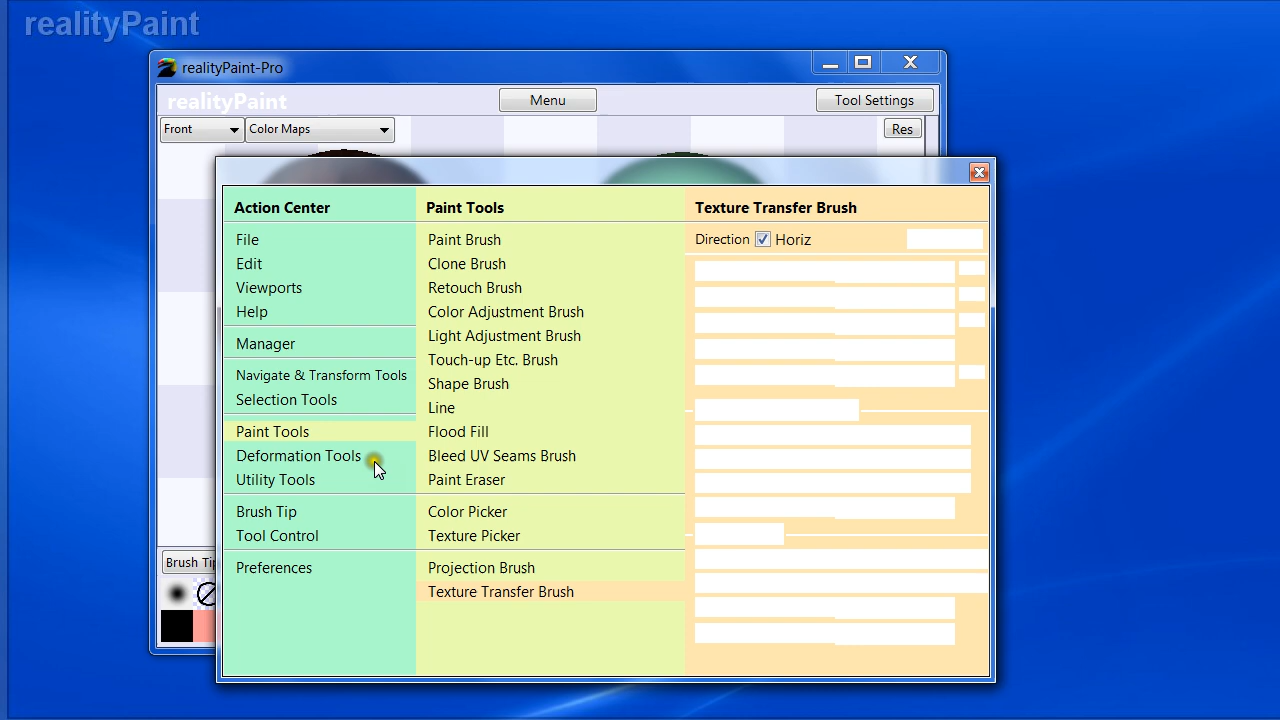 realityPaint
realityPaint-Pro
realityPaint
Menu
Tool Settings
Front
Color Maps
Res
Action Center
File
Edit
Viewports
Help
Manager
Navigate & Transform Tools
Selection Tools
Paint Tools
Deformation Tools
Utility Tools
Brush Tip
Tool Control
Preferences
Paint Tools
Paint Brush
Clone Brush
Retouch Brush
Color Adjustment Brush
Light Adjustment Brush
Touch-up Etc. Brush
Shape Brush
Line
Flood Fill
Bleed UV Seams Brush
Paint Eraser
Color Picker
Texture Picker
Projection Brush
Texture Transfer Brush
Texture Transfer Brush
Direction Horiz
Brush Tip